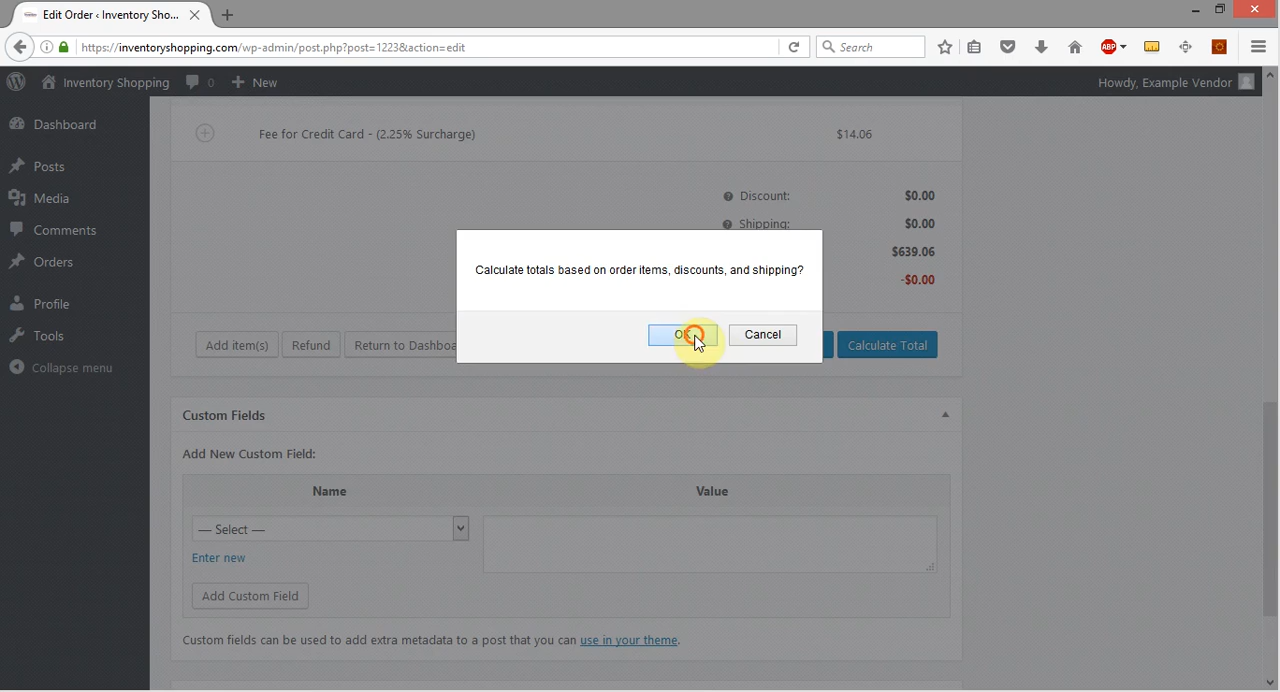 Edit Order ‹ Inventory Sho...
https://inventoryshopping.com/wp-admin/post.php?post=1223&action=edit
Search
ABP
Inventory Shopping
0
New
Howdy, Example Vendor
Dashboard
Posts
Media
Comments
Orders
Profile
Tools
Collapse menu
Fee for Credit Card - (2.25% Surcharge)
$14.06
Discount:
$0.00
Shipping:
$0.00
$639.06
-$0.00
Calculate totals based on order items, discounts, and shipping?
OK
Cancel
Add item(s)
Refund
Return to Dashboa
Calculate Total
Custom Fields
Add New Custom Field:
Name
Value
— Select —
Enter new
Add Custom Field
Custom fields can be used to add extra metadata to a post that you can use in your theme.